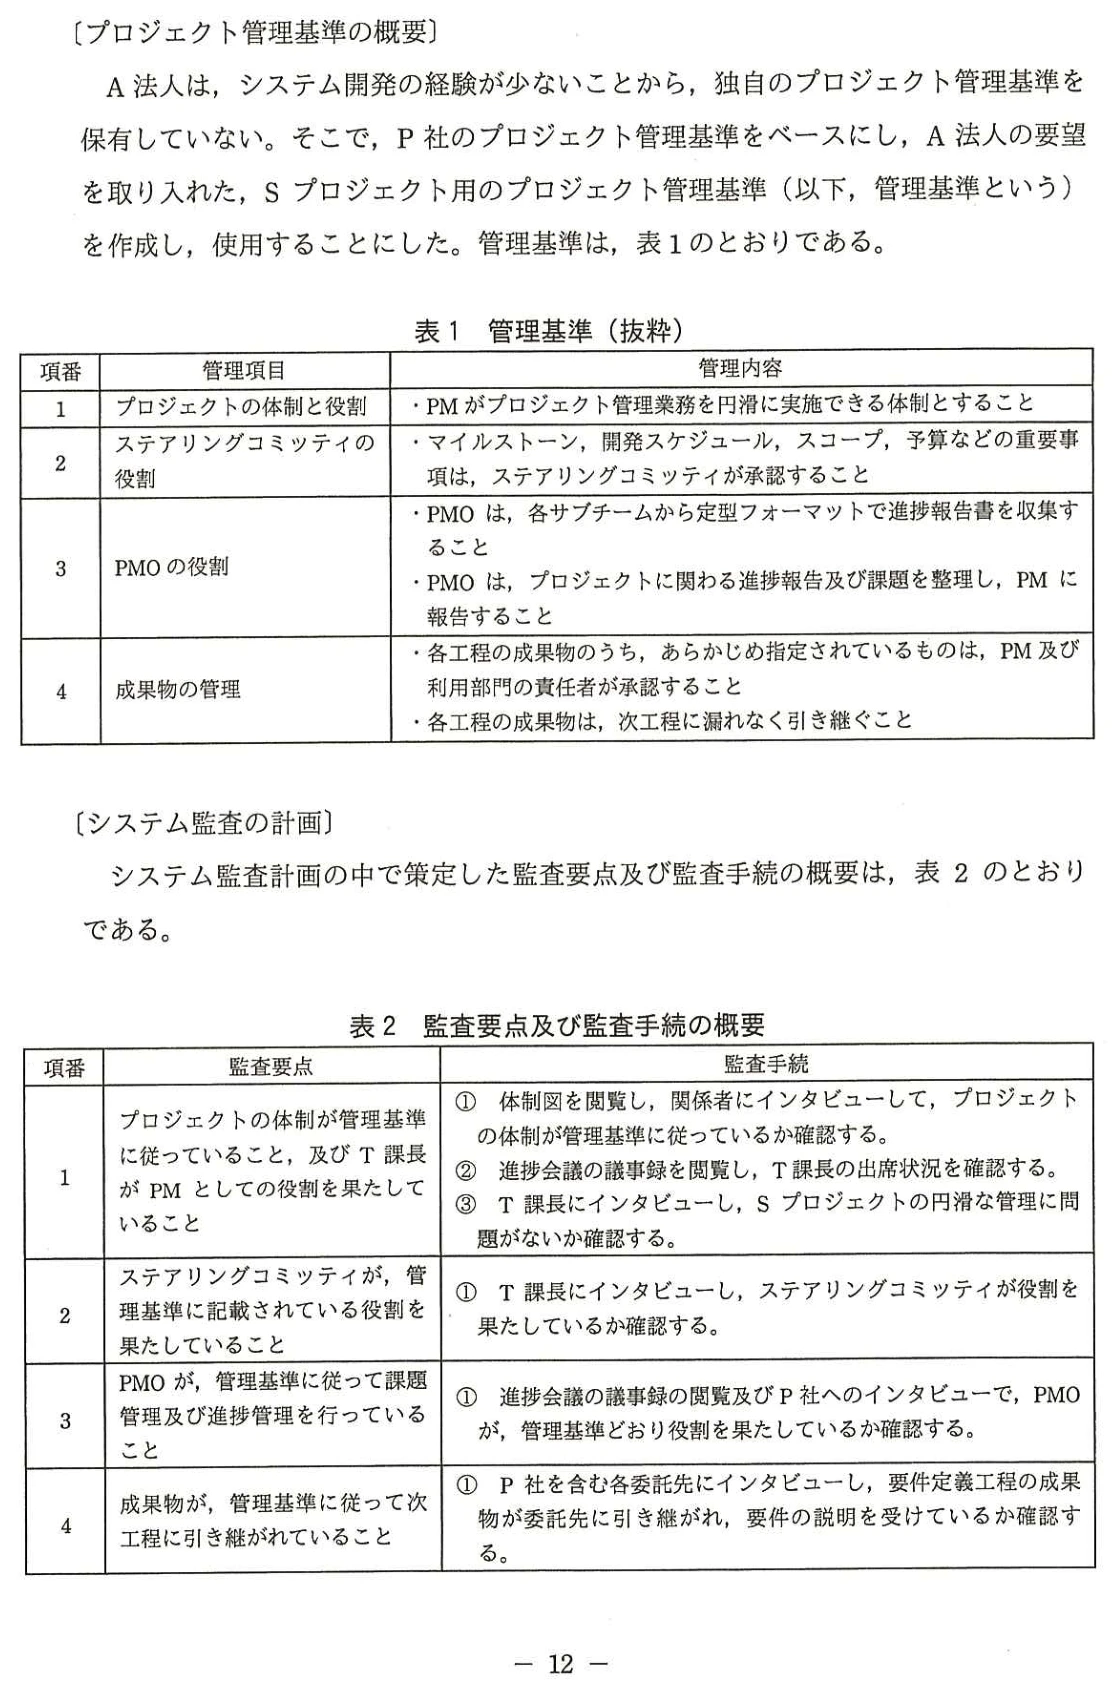 〔プロジェクト管理基準の概要〕
A 法人は，システム開発の経験が少ないことから，独自のプロジェクト管理基準を
保有していない。そこで，P 社のプロジェクト管理基準をベースにし，A 法人の要望
を取り入れた，S プロジェクト用のプロジェクト管理基準（以下，管理基準という）
を作成し，使用することにした。管理基準は，表1のとおりである。
表1　管理基準（抜粋）
項番　管理項目　管理内容
1　プロジェクトの体制と役割　・PM がプロジェクト管理業務を円滑に実施できる体制とすること
2　ステアリングコミッティの役割　・マイルストーン，開発スケジュール，スコープ，予算などの重要事
項は，ステアリングコミッティが承認すること
3　PMO の役割　・PMO は，各サブチームから定型フォーマットで進捗報告書を収集す
ること
・PMO は，プロジェクトに関わる進捗報告及び課題を整理し，PM に
報告すること
4　成果物の管理　・各工程の成果物のうち，あらかじめ指定されているものは，PM 及び
利用部門の責任者が承認すること
・各工程の成果物は，次工程に漏れなく引き継ぐこと
〔システム監査の計画〕
システム監査計画の中で策定した監査要点及び監査手続の概要は，表 2 のとおり
である。
表2　監査要点及び監査手続の概要
項番　監査要点　監査手続
1
プロジェクトの体制が管理基準
に従っていること，及び T 課長
が PM としての役割を果たして
いること
①　体制図を閲覧し，関係者にインタビューして，プロジェクト
の体制が管理基準に従っているか確認する。
②　進捗会議の議事録を閲覧し，T 課長の出席状況を確認する。
③　T 課長にインタビューし，S プロジェクトの円滑な管理に問
題がないか確認する。
2
ステアリングコミッティが，管
理基準に記載されている役割を
果たしていること
①　T 課長にインタビューし，ステアリングコミッティが役割を
果たしているか確認する。
3
PMO が，管理基準に従って課題
管理及び進捗管理を行っている
こと
①　進捗会議の議事録の閲覧及び P 社へのインタビューで，PMO
が，管理基準どおり役割を果たしているか確認する。
4
成果物が，管理基準に従って次
工程に引き継がれていること
①　P 社を含む各委託先にインタビューし，要件定義工程の成果
物が委託先に引き継がれ，要件の説明を受けているか確認す
る。
－ 12 －